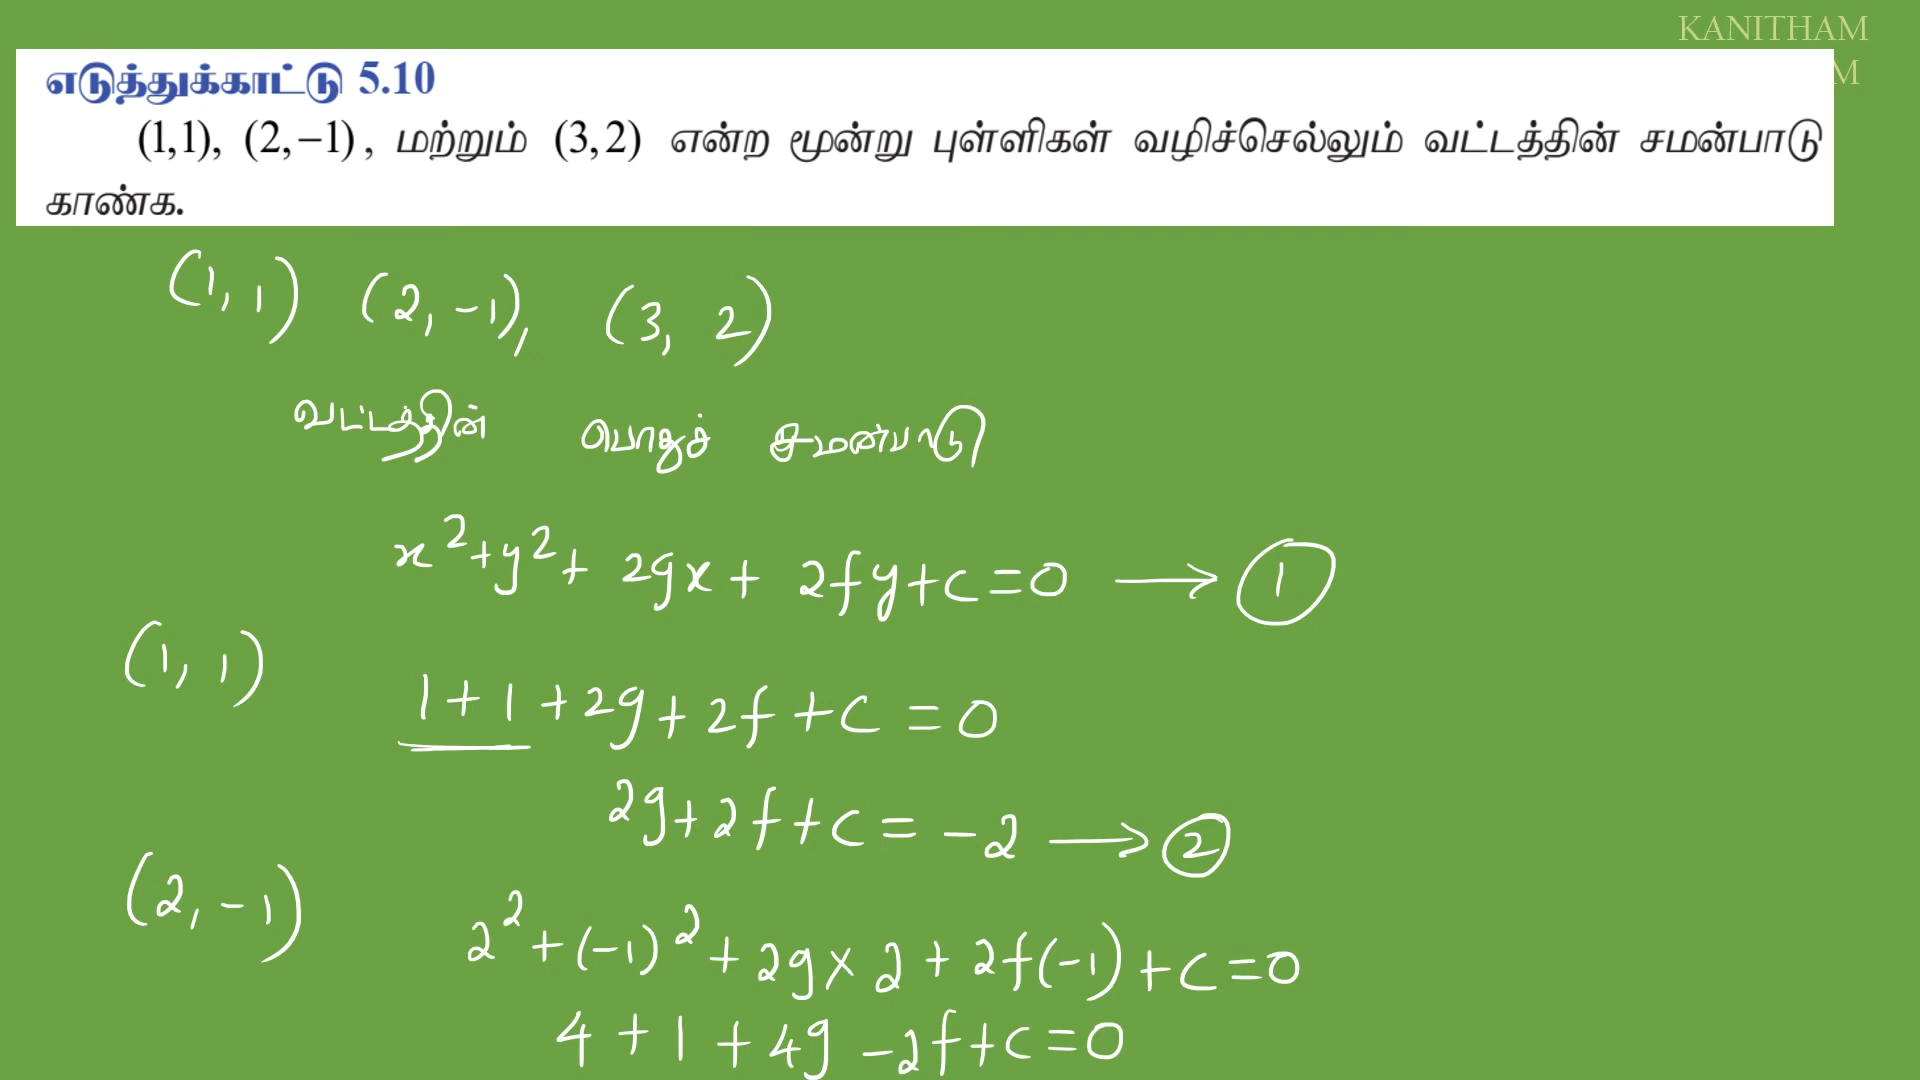 KANITHAM
M
எடுத்துக்காட்டு 5.10
(1,1), (2,−1), மற்றும் (3,2) என்ற மூன்று புள்ளிகள் வழிச்செல்லும் வட்டத்தின் சமன்பாடு
காண்க.
(1, 1) (2, -1), (3, 2)
வட்டத்தின் பொதுச் சமன்பாடு
x²+y²+ 2gx + 2fy+c=0 → ①
(1, 1)
1+1+2g+2f+c=0
2g+2f+c=-2 → ②
(2, -1)
2²+(-1)²+2g×2+2f(-1)+c=0
4+1+4g-2f+c=0